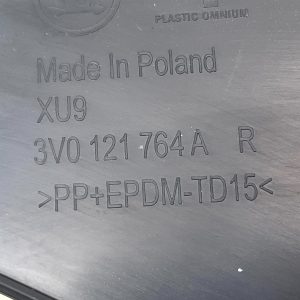 PLASTIC OMNIUM
Made In Poland
XU9
3V0 121 764 A R
>PP+EPDM-TD15<